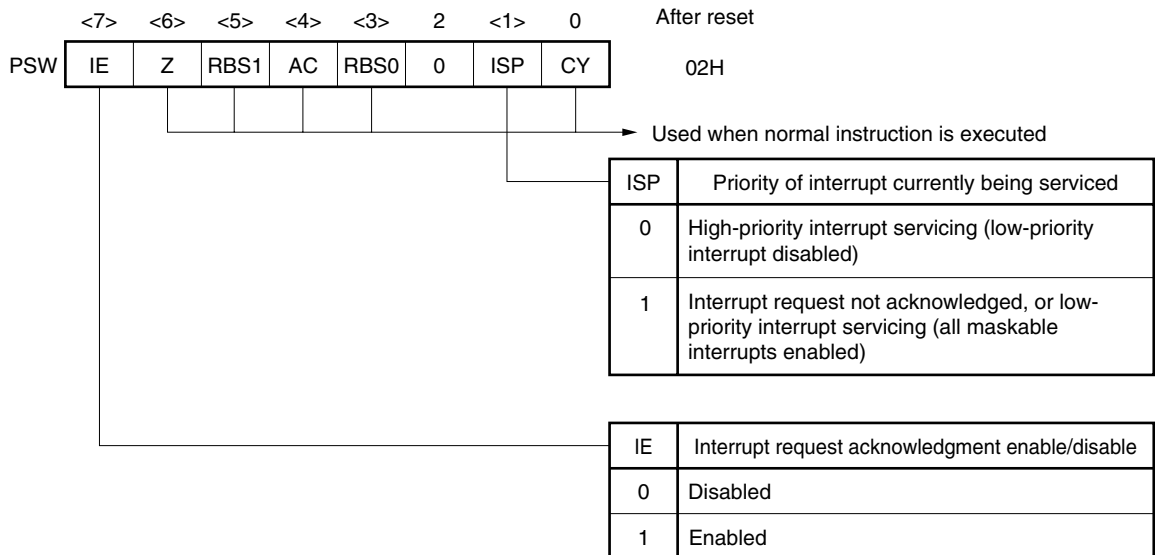 <7> <6> <5> <4> <3> 2 <1> 0 After reset
PSW IE Z RBS1 AC RBS0 0 ISP CY 02H
Used when normal instruction is executed
ISP Priority of interrupt currently being serviced
0 High-priority interrupt servicing (low-priority
interrupt disabled)
1 Interrupt request not acknowledged, or low-
priority interrupt servicing (all maskable
interrupts enabled)
IE Interrupt request acknowledgment enable/disable
0 Disabled
1 Enabled